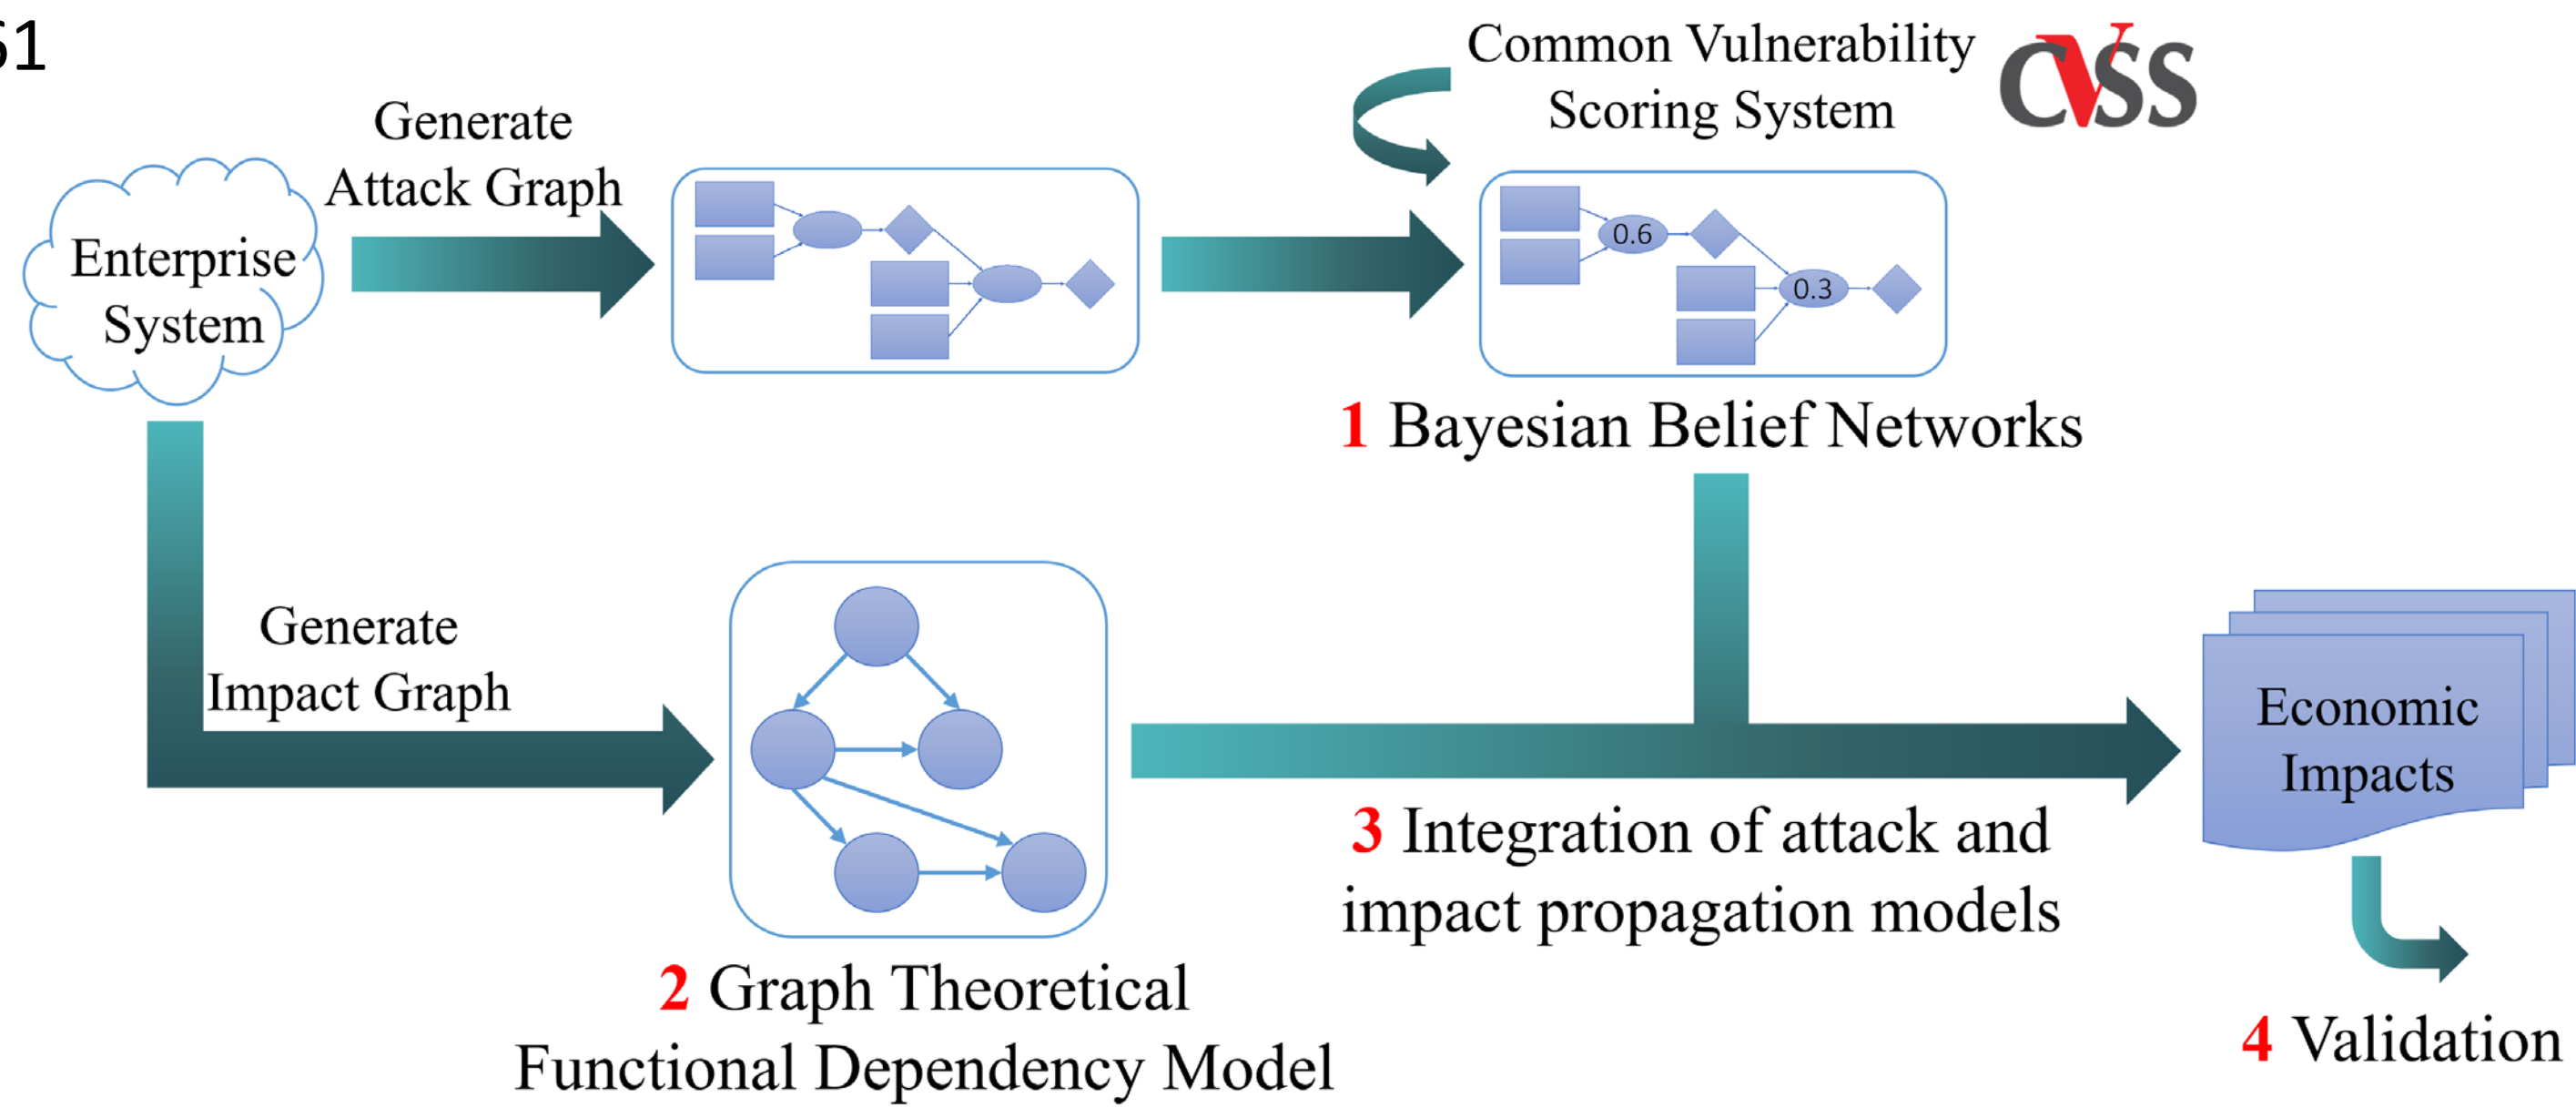 61
Common Vulnerability
Scoring System
CVSS
Generate
Attack Graph
Enterprise
System
0.6
0.3
1 Bayesian Belief Networks
Generate
Impact Graph
Economic
Impacts
3 Integration of attack and
impact propagation models
2 Graph Theoretical
Functional Dependency Model
4 Validation